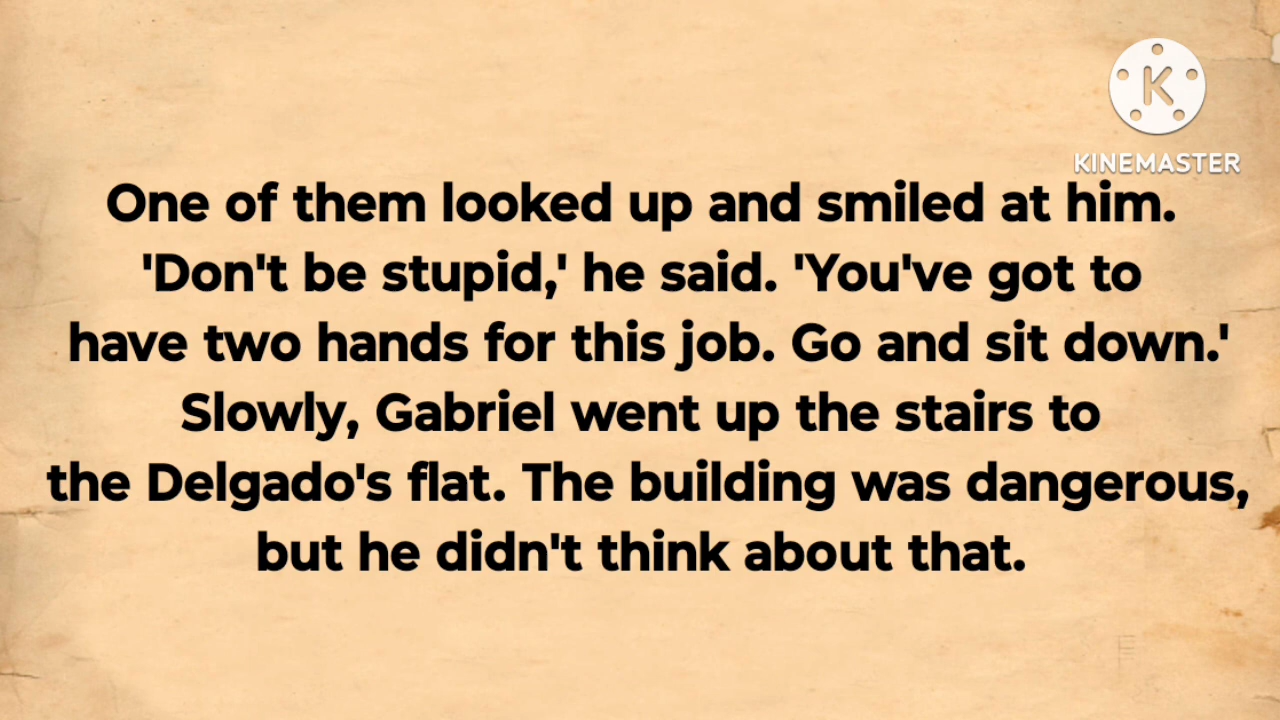 K
KINEMASTER
One of them looked up and smiled at him.
'Don't be stupid,' he said. 'You've got to
have two hands for this job. Go and sit down.'
Slowly, Gabriel went up the stairs to
the Delgado's flat. The building was dangerous,
but he didn't think about that.